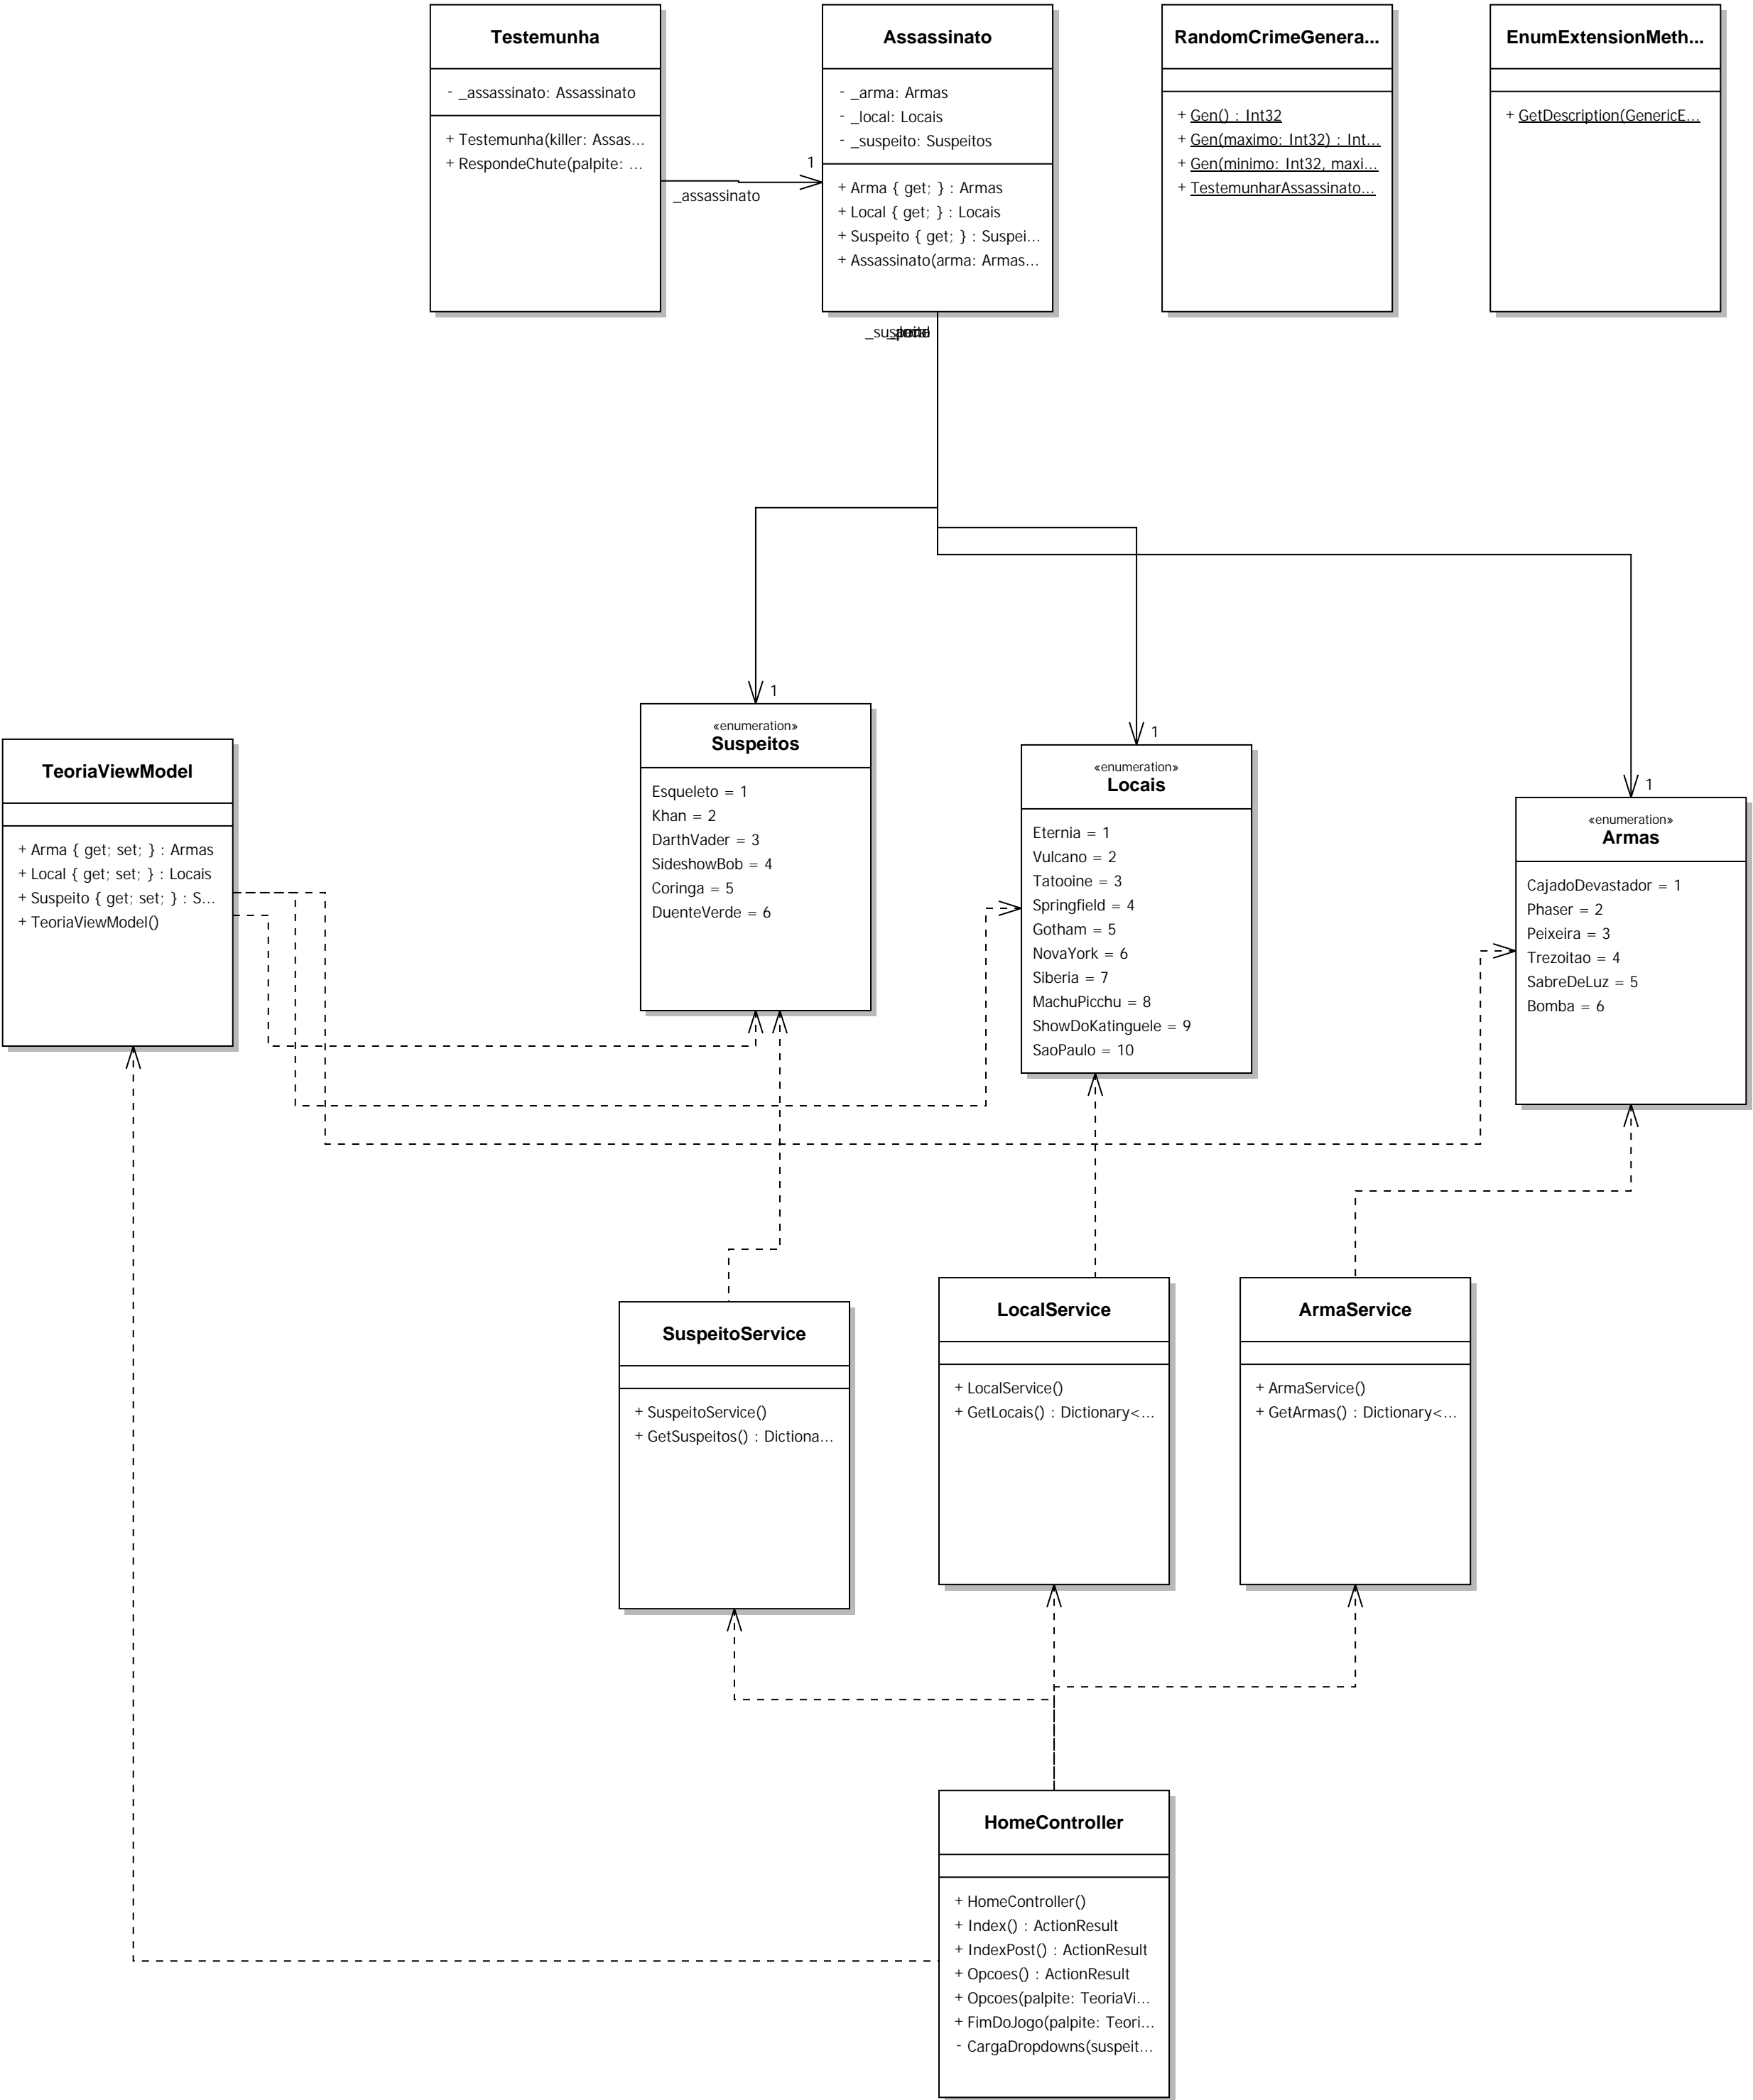 Testemunha
- _assassinato: Assassinato
+ Testemunha(killer: Assas...
+ RespondeChute(palpite: ...
Assassinato
- _arma: Armas
- _local: Locais
- _suspeito: Suspeitos
+ Arma { get; } : Armas
+ Local { get; } : Locais
+ Suspeito { get; } : Suspei...
+ Assassinato(arma: Armas...
RandomCrimeGenera...
+ Gen() : Int32
+ Gen(maximo: Int32) : Int...
+ Gen(minimo: Int32, maxi...
+ TestemunharAssassinato...
EnumExtensionMeth...
+ GetDescription(GenericE...
1
_assassinato
1
1
1
«enumeration»
Suspeitos
Esqueleto = 1
Khan = 2
DarthVader = 3
SideshowBob = 4
Coringa = 5
DuenteVerde = 6
«enumeration»
Locais
Eternia = 1
Vulcano = 2
Tatooine = 3
Springfield = 4
Gotham = 5
NovaYork = 6
Siberia = 7
MachuPicchu = 8
ShowDoKatinguele = 9
SaoPaulo = 10
«enumeration»
Armas
CajadoDevastador = 1
Phaser = 2
Peixeira = 3
Trezoitao = 4
SabreDeLuz = 5
Bomba = 6
TeoriaViewModel
+ Arma { get; set; } : Armas
+ Local { get; set; } : Locais
+ Suspeito { get; set; } : S...
+ TeoriaViewModel()
SuspeitoService
+ SuspeitoService()
+ GetSuspeitos() : Dictiona...
LocalService
+ LocalService()
+ GetLocais() : Dictionary<...
ArmaService
+ ArmaService()
+ GetArmas() : Dictionary<...
HomeController
+ HomeController()
+ Index() : ActionResult
+ IndexPost() : ActionResult
+ Opcoes() : ActionResult
+ Opcoes(palpite: TeoriaVi...
+ FimDoJogo(palpite: Teori...
- CargaDropdowns(suspeit...